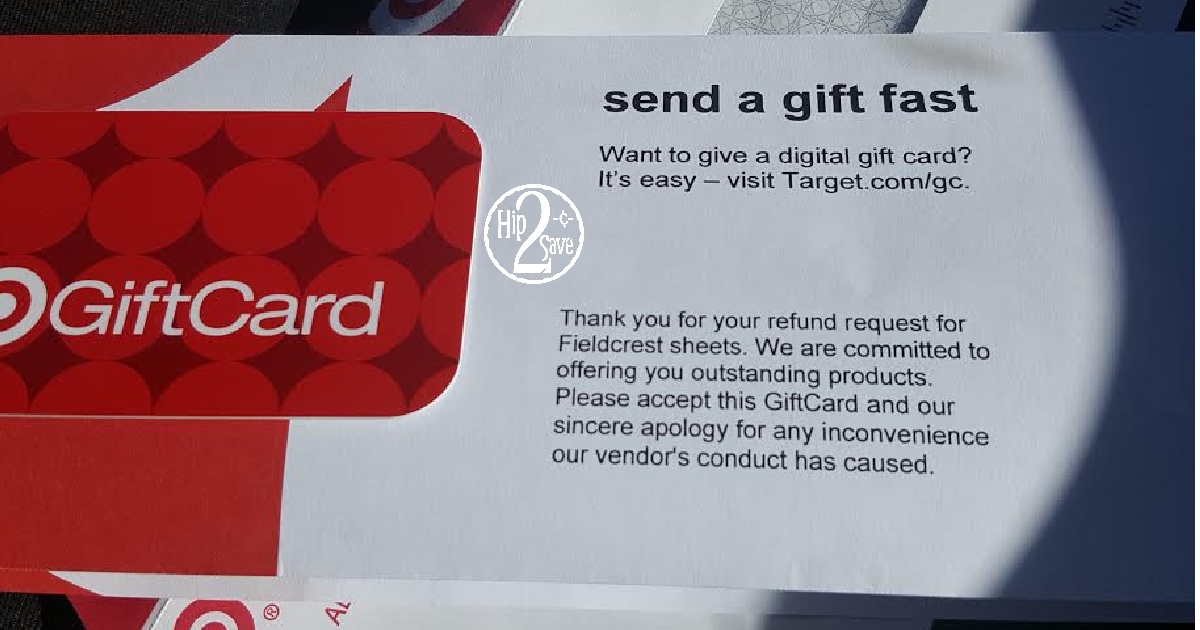 send a gift fast
Want to give a digital gift card?
It's easy – visit Target.com/gc.
Hip
2
-¢-
Save
GiftCard
Thank you for your refund request for
Fieldcrest sheets. We are committed to
offering you outstanding products.
Please accept this GiftCard and our
sincere apology for any inconvenience
our vendor's conduct has caused.
®